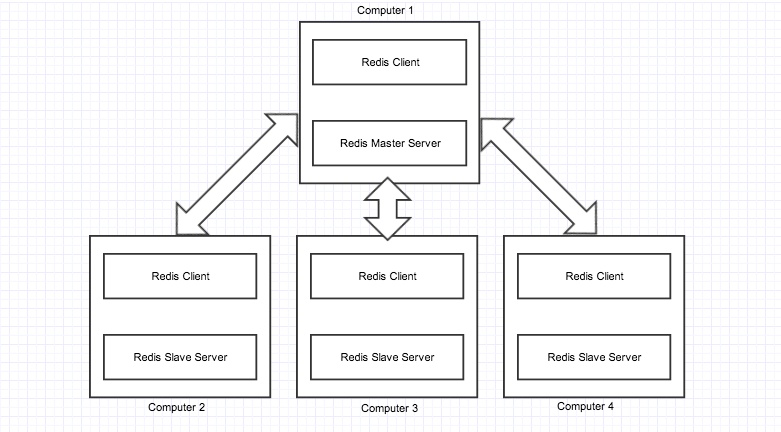 Computer 1
Redis Client
Redis Master Server
Redis Client
Redis Client
Redis Client
Redis Slave Server
Redis Slave Server
Redis Slave Server
Computer 2
Computer 3
Computer 4